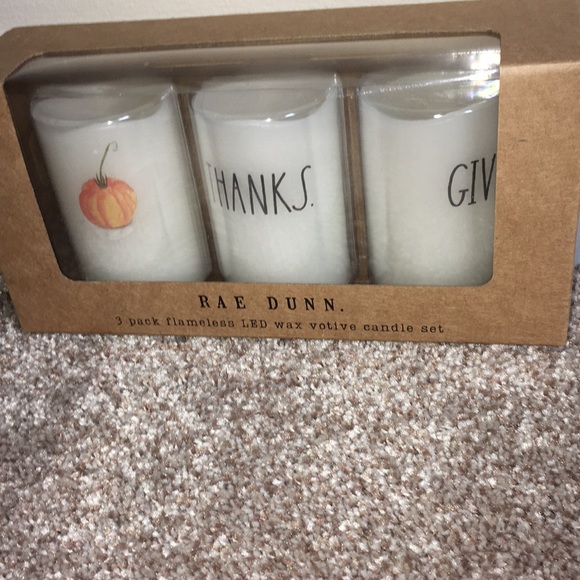 THANKS.
GIV
RAE DUNN.
3 pack flameless LED wax votive candle set